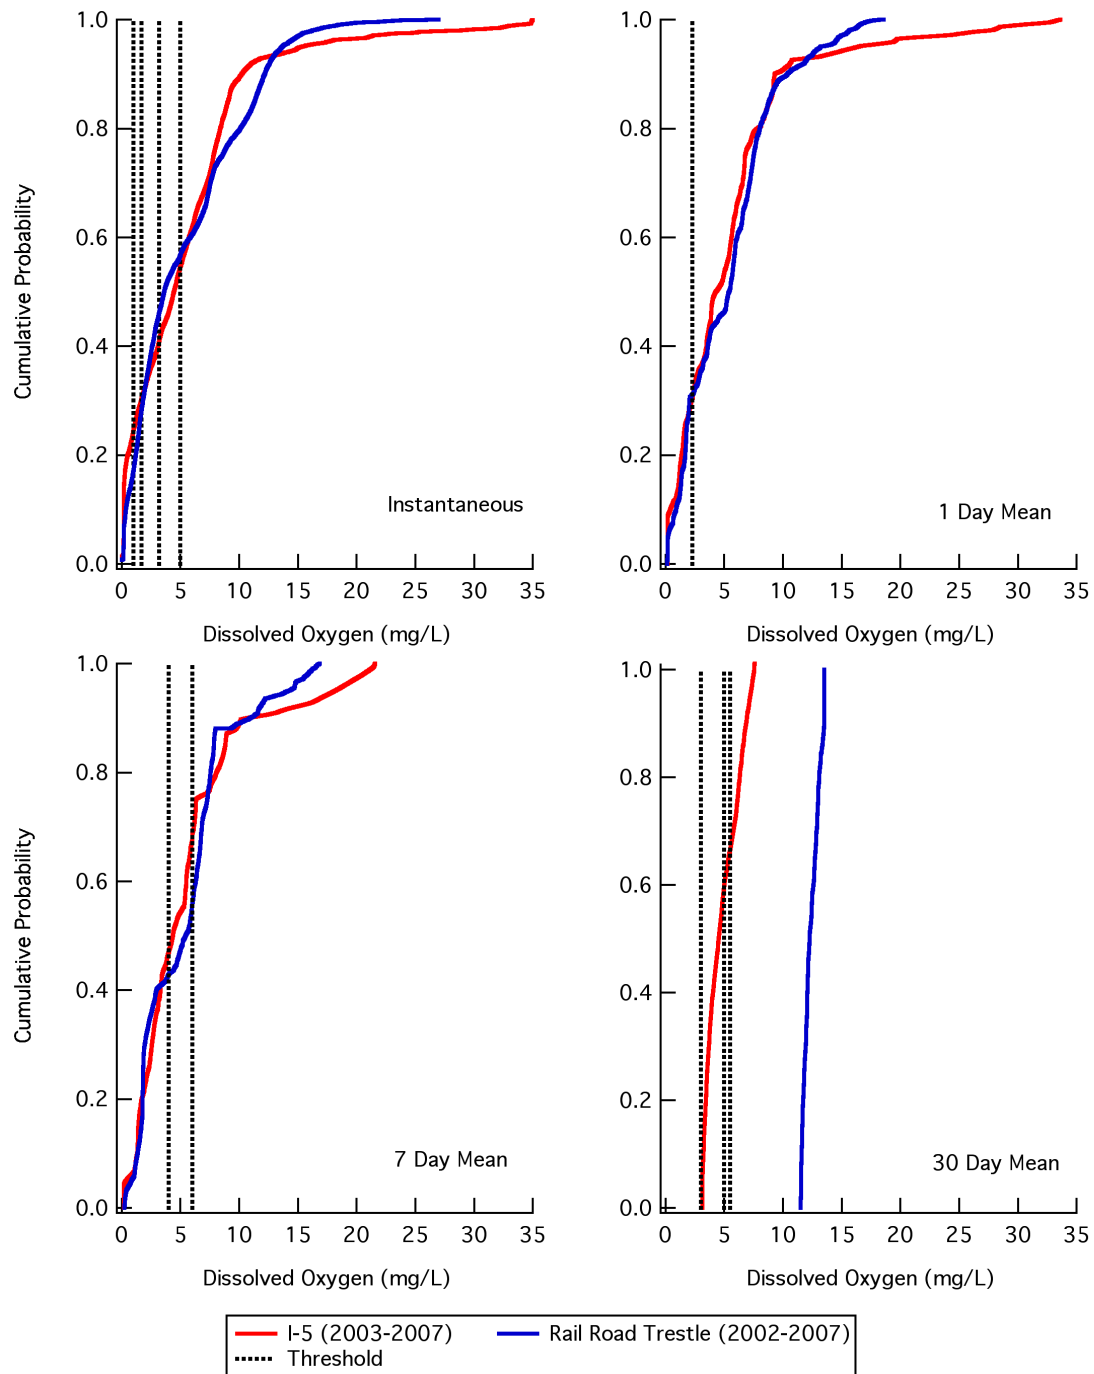 1.0
0.8
0.6
0.4
0.2
0.0
Cumulative Probability
Instantaneous
0 5 10 15 20 25 30 35
Dissolved Oxygen (mg/L)
1.0
0.8
0.6
0.4
0.2
0.0
1 Day Mean
0 5 10 15 20 25 30 35
Dissolved Oxygen (mg/L)
1.0
0.8
0.6
0.4
0.2
0.0
Cumulative Probability
7 Day Mean
0 5 10 15 20 25 30 35
Dissolved Oxygen (mg/L)
1.0
0.8
0.6
0.4
0.2
0.0
30 Day Mean
0 5 10 15 20 25 30 35
Dissolved Oxygen (mg/L)
I-5 (2003-2007) Rail Road Trestle (2002-2007)
Threshold